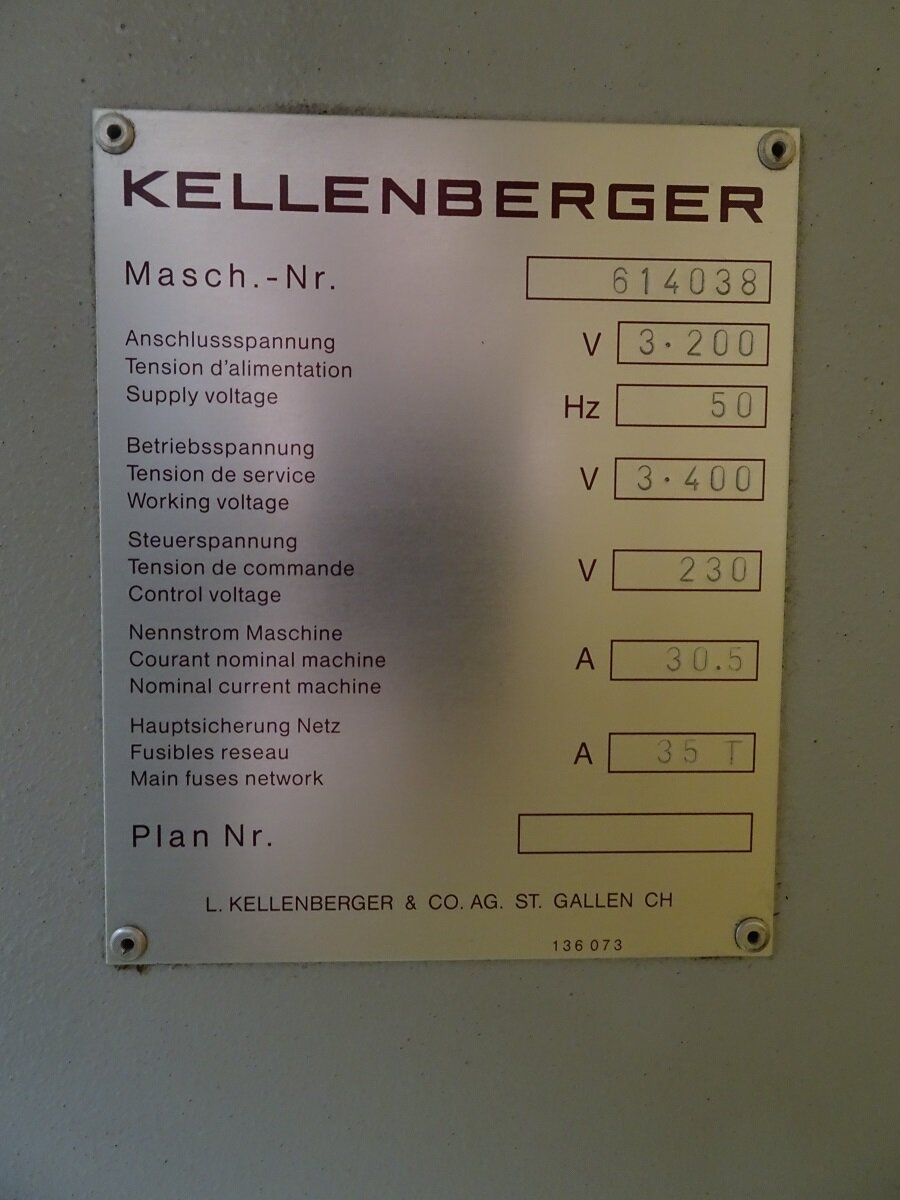 KELLENBERGER
Masch.-Nr. 614038
Anschlussspannung
Tension d'alimentation
Supply voltage
V 3·200
Hz 50
Betriebsspannung
Tension de service
Working voltage
V 3·400
Steuerspannung
Tension de commande
Control voltage
V 230
Nennstrom Maschine
Courant nominal machine
Nominal current machine
A 30.5
Hauptsicherung Netz
Fusibles reseau
Main fuses network
A 35 T
Plan Nr.
L. KELLENBERGER & CO. AG. ST. GALLEN CH
136 073